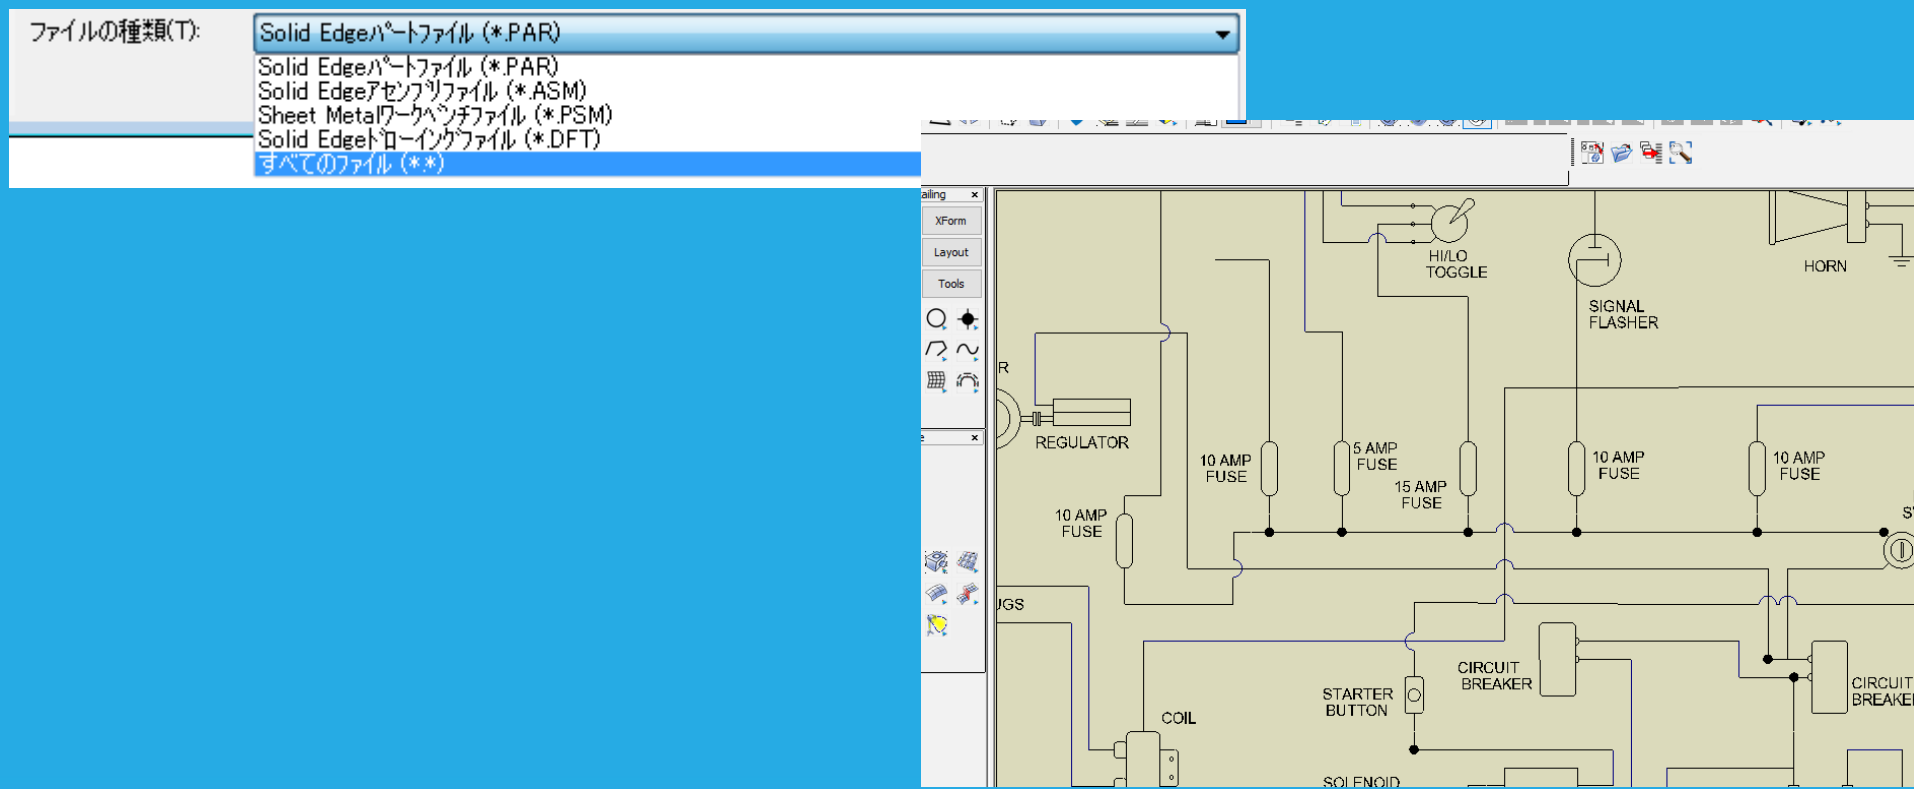 ファイルの種類(T):
Solid Edgeパートファイル (*.PAR)
Solid Edgeパートファイル (*.PAR)
Solid Edgeアセンブリファイル (*.ASM)
Sheet Metalワークベンチファイル (*.PSM)
Solid Edgeドローイングファイル (*.DFT)
すべてのファイル (*.*)
ailing
XForm
Layout
Tools
HI/LO
TOGGLE
HORN
SIGNAL
FLASHER
R
REGULATOR
10 AMP
FUSE
5 AMP
FUSE
15 AMP
FUSE
10 AMP
FUSE
10 AMP
FUSE
10 AMP
FUSE
CIRCUIT
BREAKER
CIRCUIT
BREAKE
STARTER
BUTTON
COIL
SOLENOID